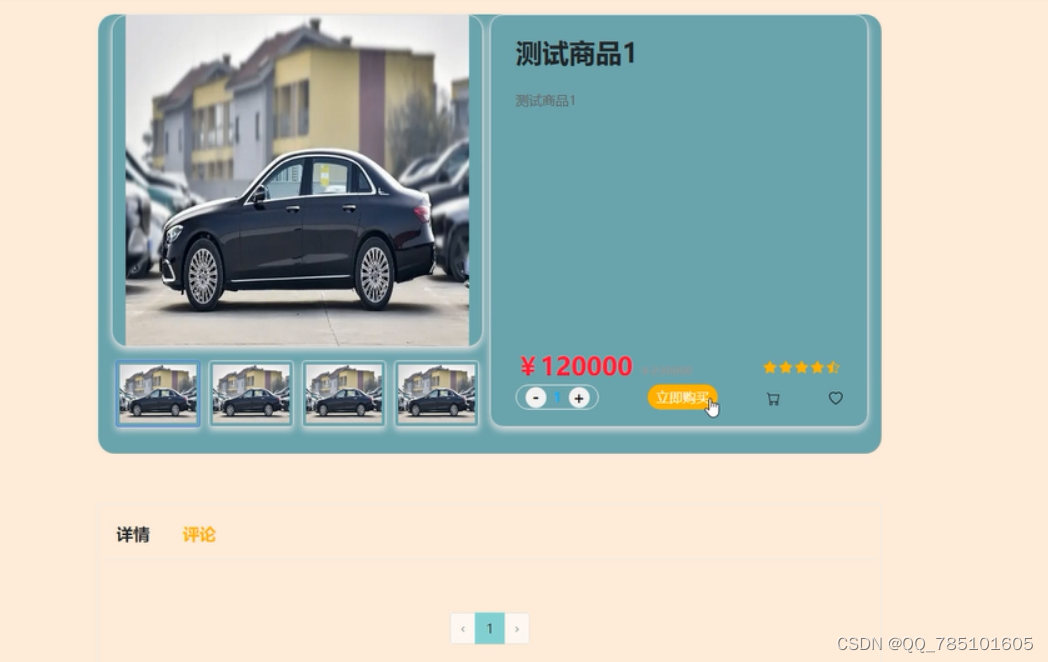 测试商品1
测试商品1
￥120000
- 1 +
立即购买
详情 评论
‹ 1 ›
CSDN @QQ_785101605